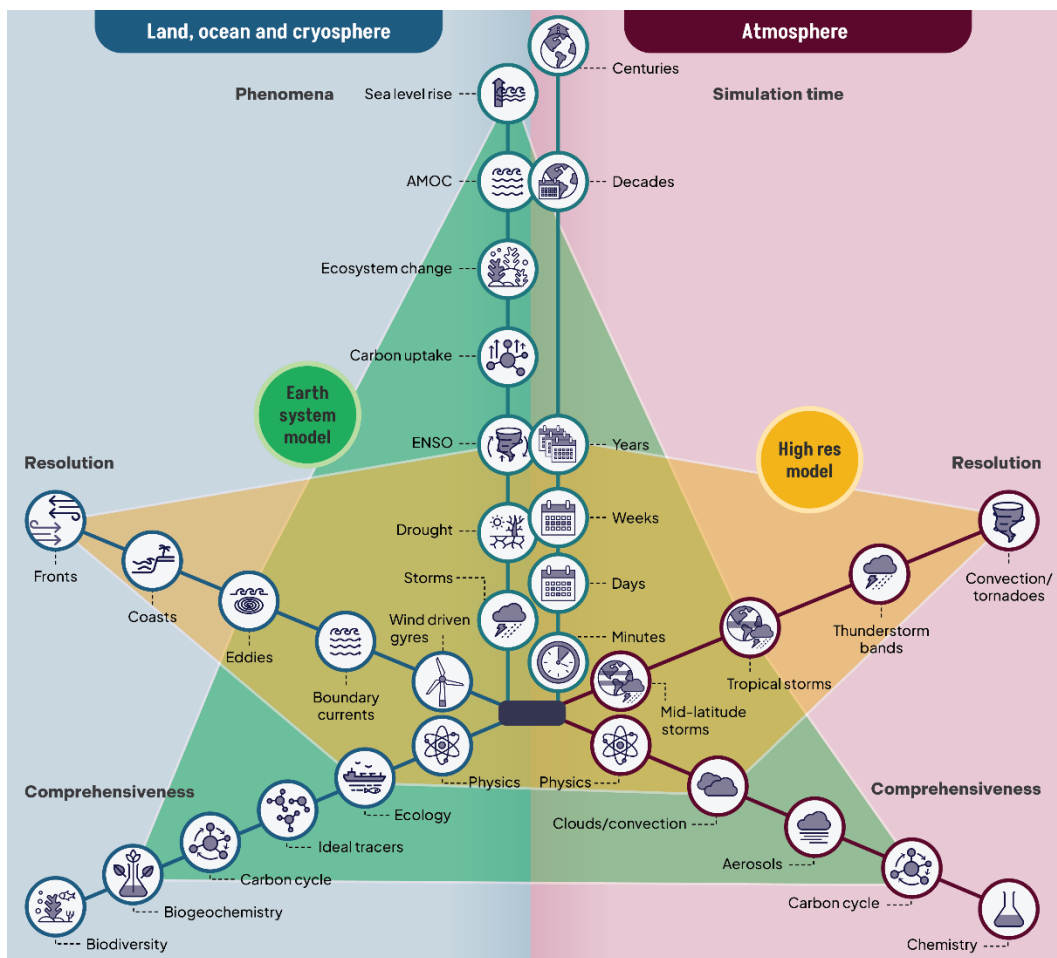 Land, ocean and cryosphere
Atmosphere
Centuries
Phenomena
Sea level rise
Simulation time
AMOC
Decades
Ecosystem change
Carbon uptake
Earth
system
model
ENSO
Years
High res
model
Resolution
Resolution
Fronts
Drought
Weeks
Convection/
tornadoes
Coasts
Storms
Days
Thunderstorm
bands
Eddies
Wind driven
gyres
Minutes
Tropical storms
Boundary
currents
Mid-latitude
storms
Physics
Physics
Comprehensiveness
Comprehensiveness
Ecology
Clouds/convection
Ideal tracers
Aerosols
Carbon cycle
Carbon cycle
Biogeochemistry
Biodiversity
Chemistry